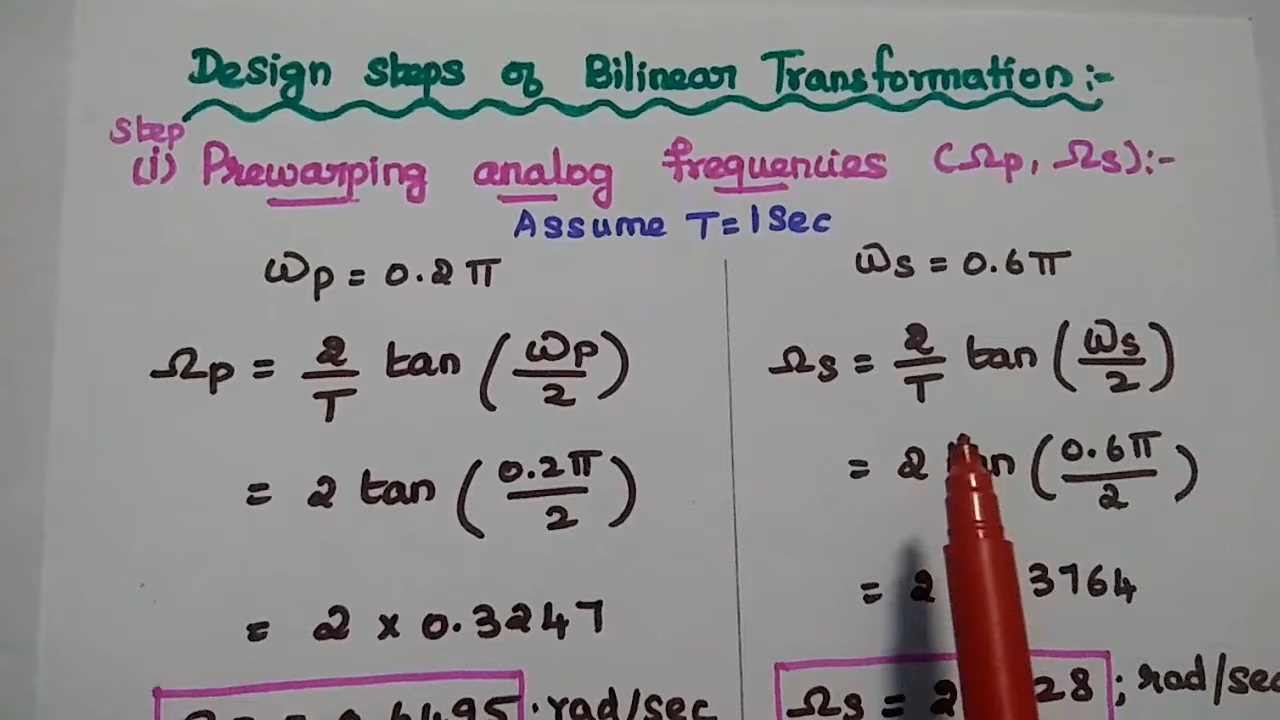 Design steps of Bilinear Transformation:-
Step
(i) Prewarping analog frequencies (Ωp, Ωs):-
Assume T=1Sec
ωp = 0.2π
Ωp = 2/T tan (ωp/2)
= 2 tan (0.2π/2)
= 2 x 0.3247
rad/sec
ωs = 0.6π
Ωs = 2/T tan (ωs/2)
= 2 (0.6π/2)
= 2 3764
Ωs = 2 28 ; rad/sec